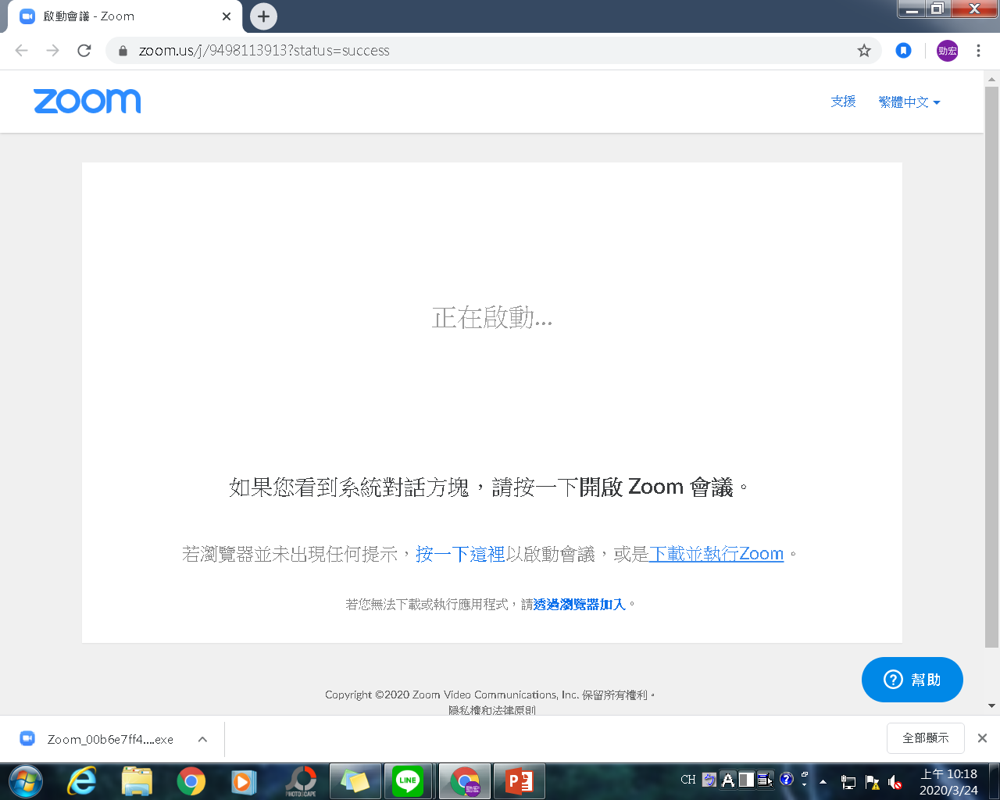 啟動會議 - Zoom
zoom.us/j/9498113913?status=success
勁宏
zoom
支援
繁體中文
正在啟動...
如果您看到系統對話方塊，請按一下開啟 Zoom 會議。
若瀏覽器並未出現任何提示，按一下這裡以啟動會議，或是下載並執行Zoom。
若您無法下載或執行應用程式，請透過瀏覽器加入。
幫助
Copyright ©2020 Zoom Video Communications, Inc. 保留所有權利。
隱私權和法律原則
Zoom_00b6e7ff4....exe
全部顯示
PHOTOSCAPE
LINE
CH
上午 10:18
2020/3/24